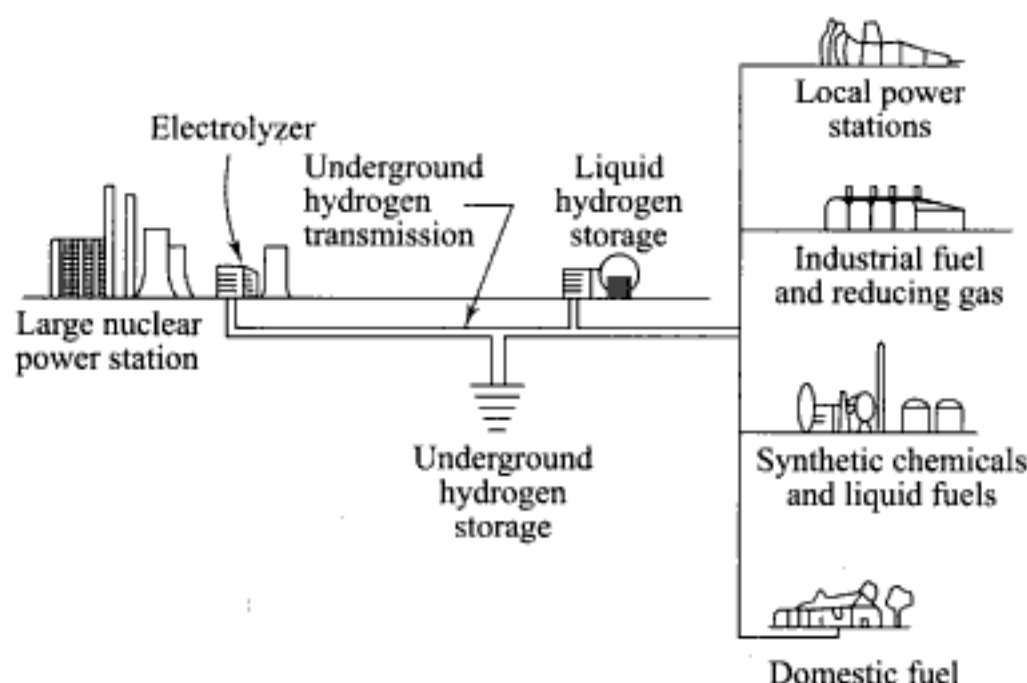 Electrolyzer
Underground
hydrogen
transmission
Liquid
hydrogen
storage
Large nuclear
power station
Underground
hydrogen
storage
Local power
stations
Industrial fuel
and reducing gas
Synthetic chemicals
and liquid fuels
Domestic fuel